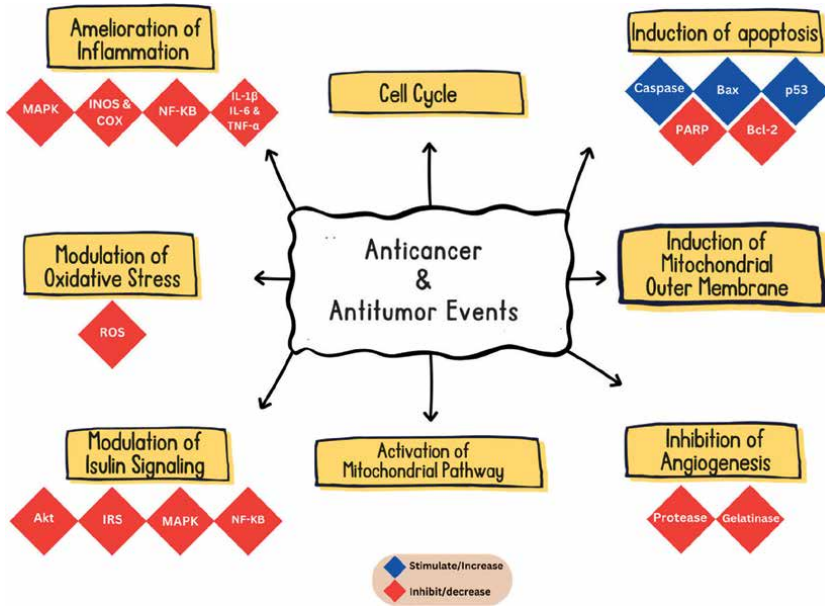 Amelioration of
Inflammation
MAPK
INOS &
COX
NF-KB
IL-1β
IL-6 &
TNF-α
Cell Cycle
Induction of apoptosis
Caspase
Bax
p53
PARP
Bcl-2
Modulation of
Oxidative Stress
ROS
Anticancer
&
Antitumor Events
Induction of
Mitochondrial
Outer Membrane
Modulation of
Isulin Signaling
Akt
IRS
MAPK
NF-KB
Activation of
Mitochondrial Pathway
Inhibition of
Angiogenesis
Protease
Gelatinase
Stimulate/Increase
Inhibit/decrease